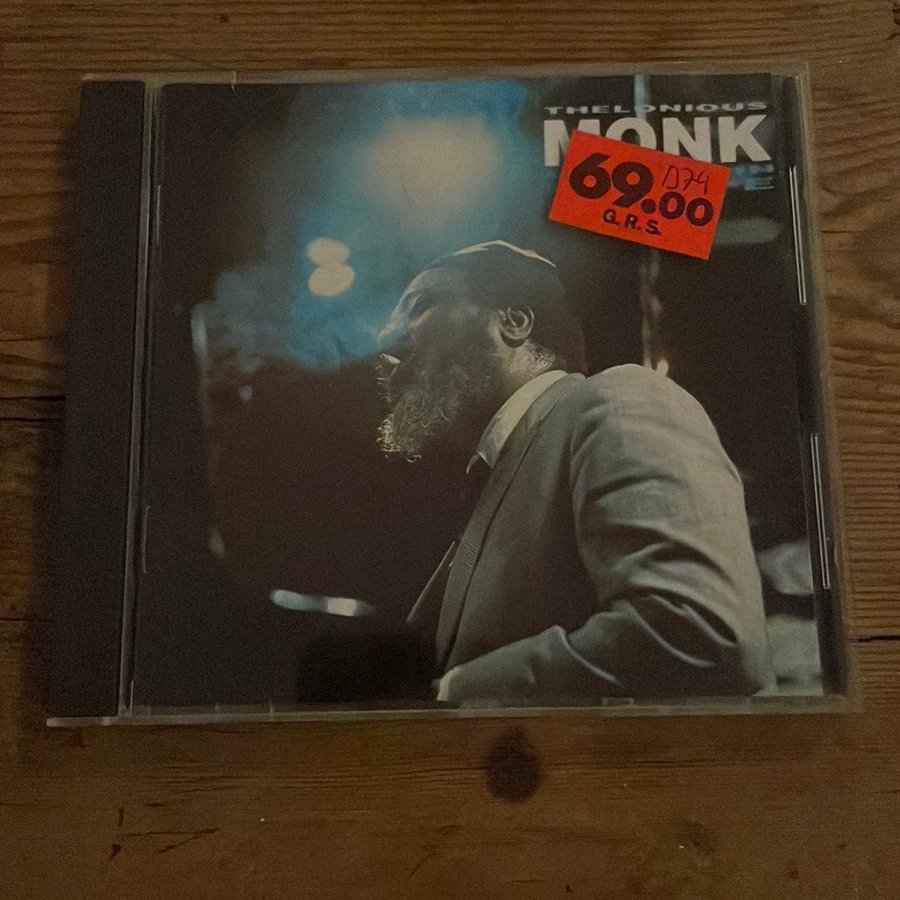 THELONIOUS
MONK
69.00
D74
G.R.S.